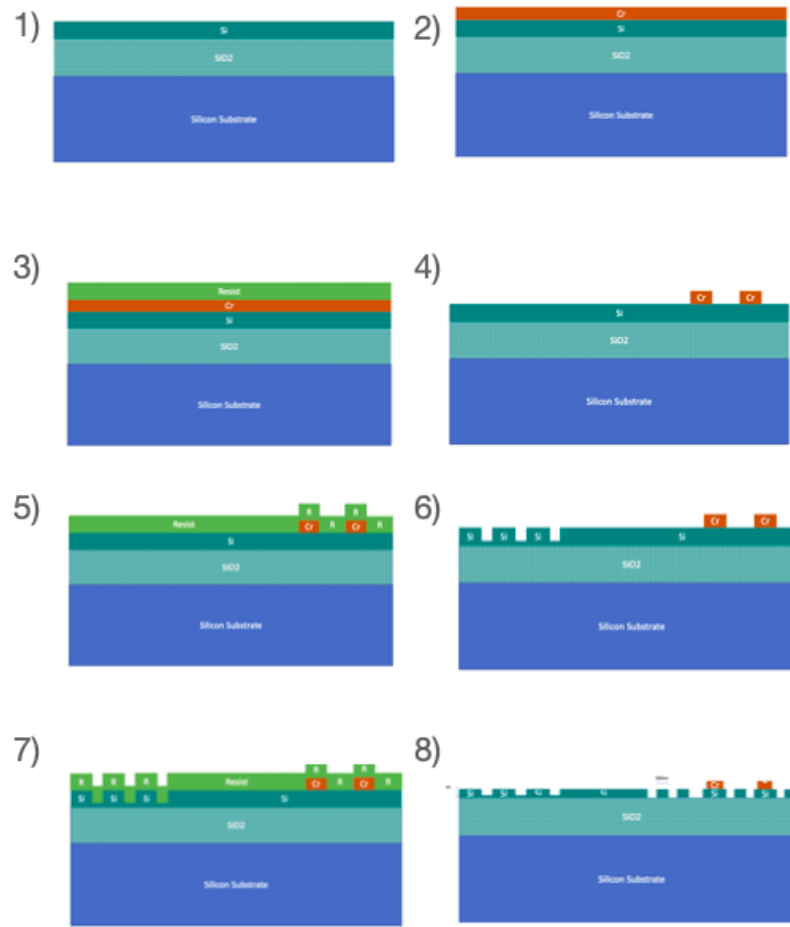 1)
Si
SiO2
Silicon Substrate
2)
Cr
Si
SiO2
Silicon Substrate
3)
Resist
Cr
Si
SiO2
Silicon Substrate
4)
Cr Cr
Si
SiO2
Silicon Substrate
5)
R R
Resist Cr R Cr R
Si
SiO2
Silicon Substrate
6)
Cr Cr
Si Si Si Si
SiO2
Silicon Substrate
7)
R R
R R R Resist Cr R Cr R
Si Si Si Si
SiO2
Silicon Substrate
8)
Cr
Si Si Si Si
SiO2
Silicon Substrate